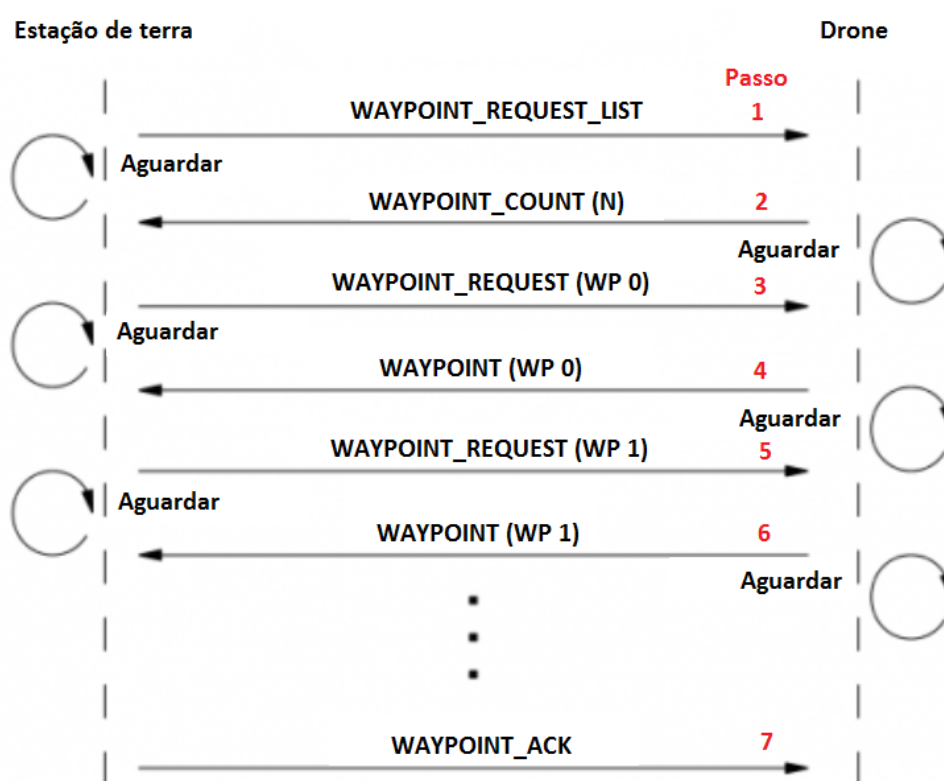 Estação de terra
Drone
Passo
WAYPOINT_REQUEST_LIST
1
Aguardar
WAYPOINT_COUNT (N)
2
Aguardar
WAYPOINT_REQUEST (WP 0)
3
Aguardar
WAYPOINT (WP 0)
4
Aguardar
WAYPOINT_REQUEST (WP 1)
5
Aguardar
WAYPOINT (WP 1)
6
Aguardar
WAYPOINT_ACK
7